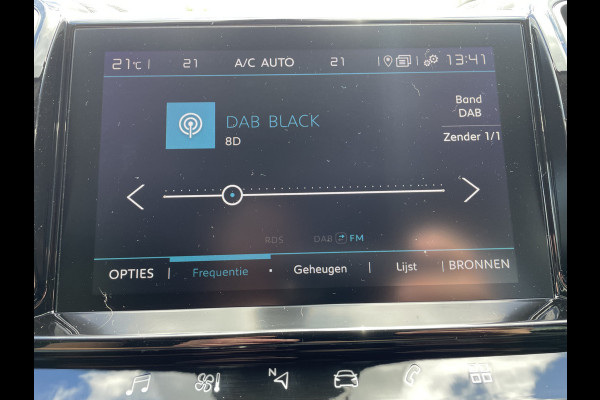 21°C 21 A/C AUTO 21 13:41
Band
DAB
DAB BLACK
8D
Zender 1/1
RDS DAB FM
OPTIES Frequentie Geheugen Lijst BRONNEN
N